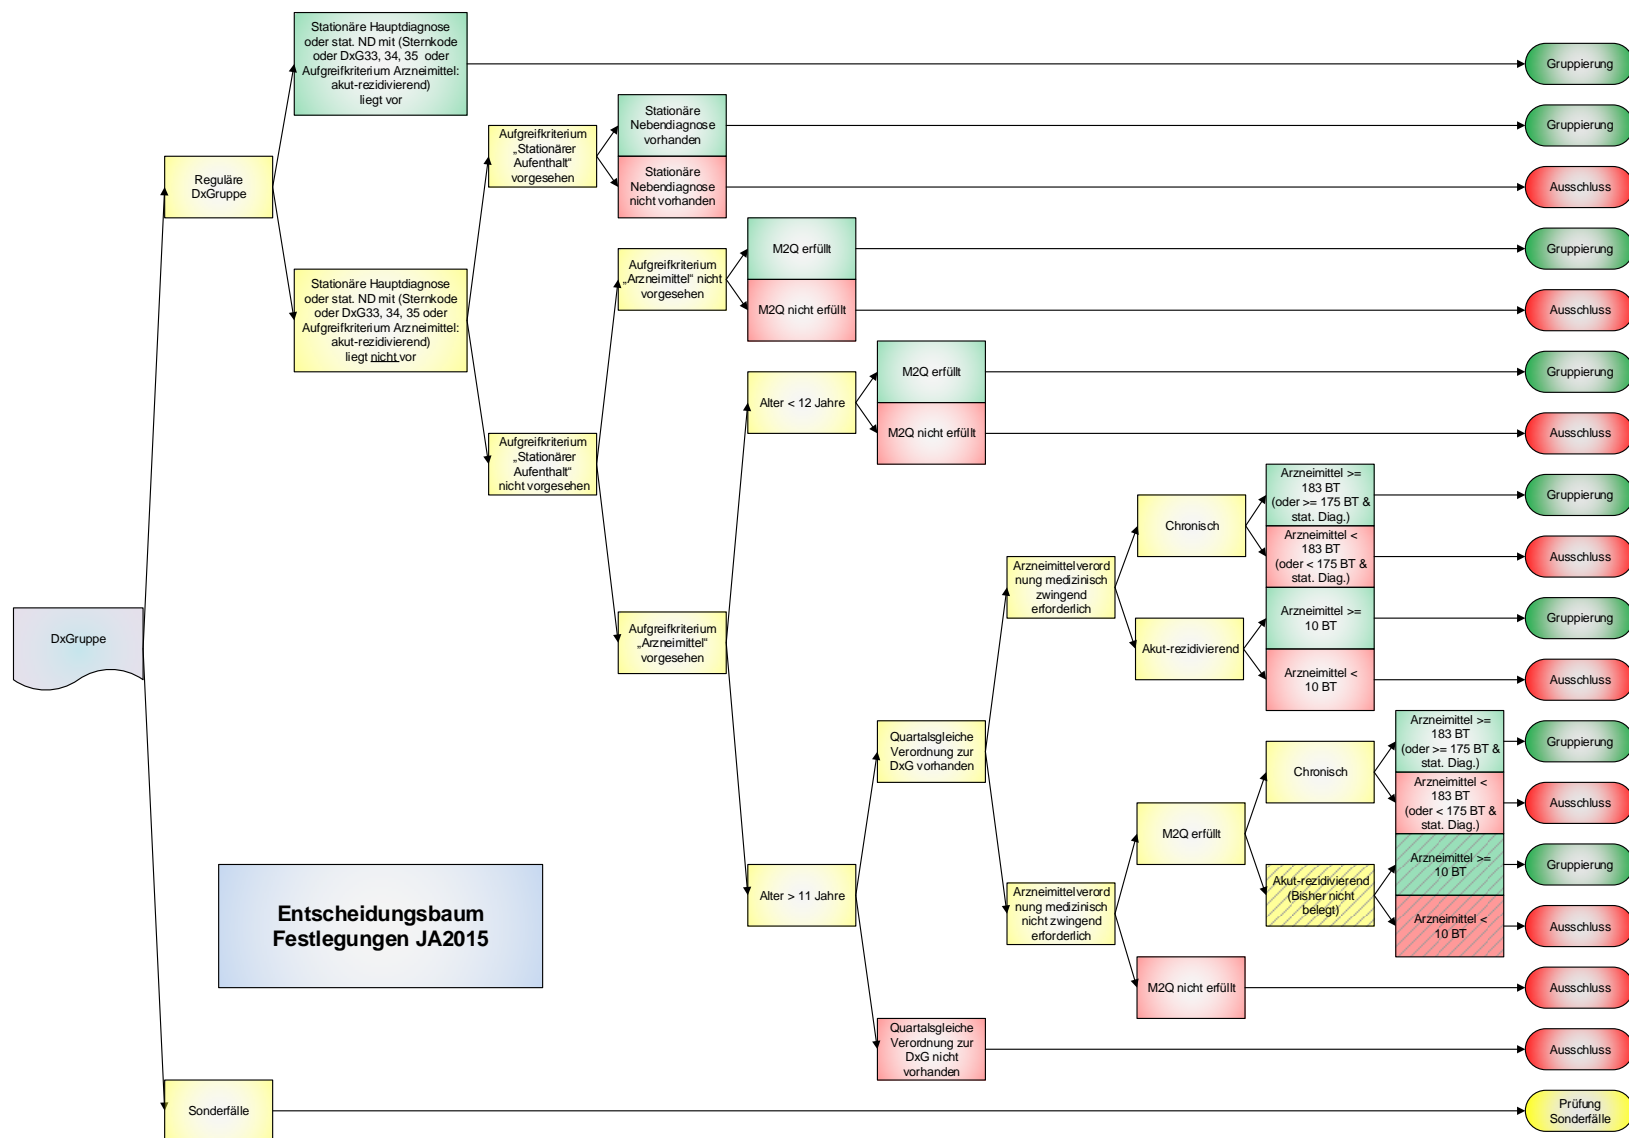 Stationäre Hauptdiagnose
oder stat. ND mit (Sternkode
oder DxG33, 34, 35 oder
Aufgreifkriterium Arzneimittel:
akut-rezidivierend)
liegt vor
Gruppierung
Aufgreifkriterium
„Stationärer
Aufenthalt“
vorgesehen
Stationäre
Nebendiagnose
vorhanden
Gruppierung
Reguläre
DxGruppe
Stationäre
Nebendiagnose
nicht vorhanden
Ausschluss
Stationäre Hauptdiagnose
oder stat. ND mit (Sternkode
oder DxG33, 34, 35 oder
Aufgreifkriterium Arzneimittel:
akut-rezidivierend)
liegt nicht vor
Aufgreifkriterium
„Arzneimittel“ nicht
vorgesehen
M2Q erfüllt
Gruppierung
M2Q nicht erfüllt
Ausschluss
Alter < 12 Jahre
M2Q erfüllt
Gruppierung
M2Q nicht erfüllt
Ausschluss
Aufgreifkriterium
„Stationärer
Aufenthalt“
nicht vorgesehen
Chronisch
Arzneimittel >=
183 BT
(oder >= 175 BT &
stat. Diag.)
Gruppierung
Arzneimittel <
183 BT
(oder < 175 BT &
stat. Diag.)
Ausschluss
Arzneimittelverord
nung medizinisch
zwingend
erforderlich
Akut-rezidivierend
Arzneimittel >=
10 BT
Gruppierung
Arzneimittel <
10 BT
Ausschluss
DxGruppe
Aufgreifkriterium
„Arzneimittel“
vorgesehen
Quartalsgleiche
Verordnung zur
DxG vorhanden
Chronisch
Arzneimittel >=
183 BT
(oder >= 175 BT &
stat. Diag.)
Gruppierung
Arzneimittel <
183 BT
(oder < 175 BT &
stat. Diag.)
Ausschluss
M2Q erfüllt
Akut-rezidivierend
(Bisher nicht
belegt)
Arzneimittel >=
10 BT
Gruppierung
Arzneimittel <
10 BT
Ausschluss
Alter > 11 Jahre
Arzneimittelverord
nung medizinisch
nicht zwingend
erforderlich
M2Q nicht erfüllt
Ausschluss
Entscheidungsbaum
Festlegungen JA2015
Quartalsgleiche
Verordnung zur
DxG nicht
vorhanden
Ausschluss
Sonderfälle
Prüfung
Sonderfälle